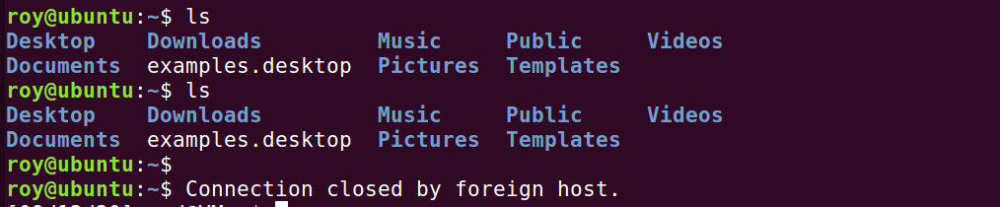 roy@ubuntu:~$ ls
Desktop Downloads Music Public Videos
Documents examples.desktop Pictures Templates
roy@ubuntu:~$ ls
Desktop Downloads Music Public Videos
Documents examples.desktop Pictures Templates
roy@ubuntu:~$
roy@ubuntu:~$ Connection closed by foreign host.